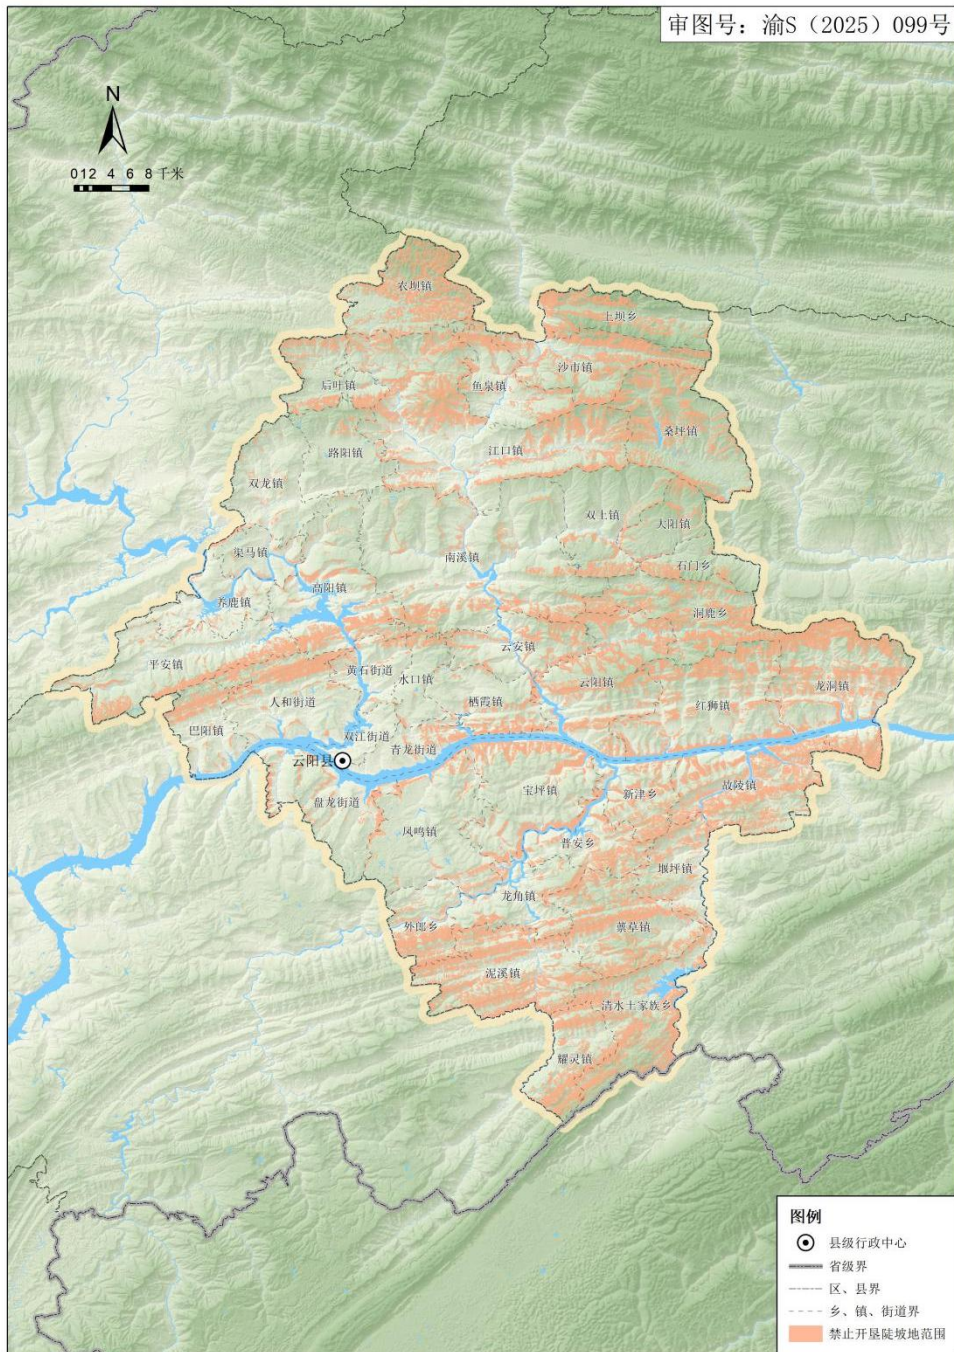 审图号：渝S（2025）099号
N
012 4 6 8 千米
农坝镇
上坝乡
沙市镇
后叶镇
鱼泉镇
桑坪镇
路阳镇
江口镇
双龙镇
双土镇
大阳镇
渠马镇
南溪镇
石门乡
高阳镇
养鹿镇
洞鹿乡
云安镇
平安镇
黄石街道
水口镇
云阳镇
龙洞镇
人和街道
栖霞镇
红狮镇
巴阳镇
双江街道
青龙街道
云阳县
故陵镇
宝坪镇
新津乡
盘龙街道
凤鸣镇
普安乡
堰坪镇
龙角镇
外郎乡
蔈草镇
泥溪镇
清水土家族乡
耀灵镇
图例
县级行政中心
省级界
区、县界
乡、镇、街道界
禁止开垦陡坡地范围